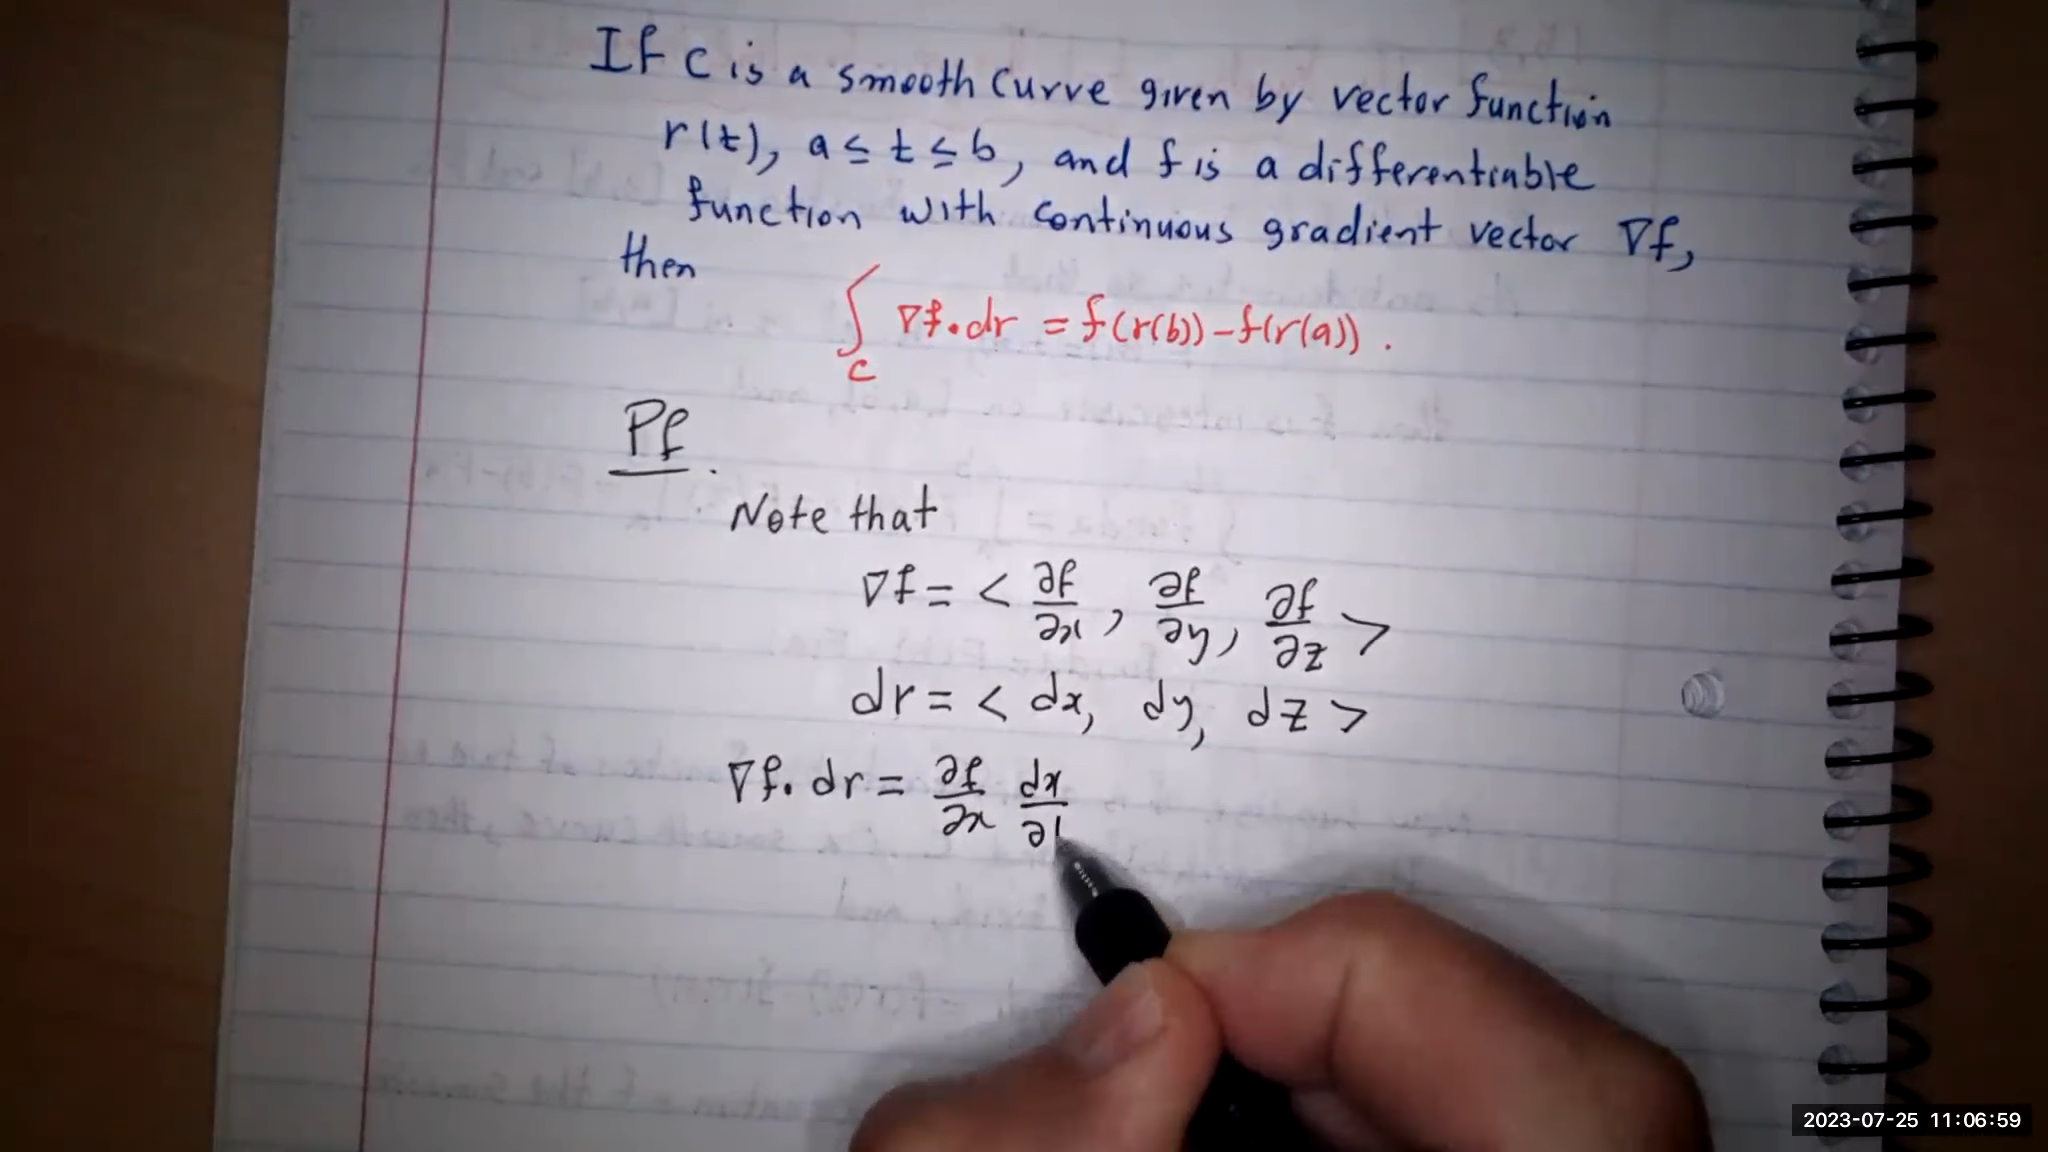 If C is a smooth curve given by vector function
r(t), a ≤ t ≤ b, and f is a differentiable
function with continuous gradient vector ∇f,
then
∫_C ∇f · dr = f(r(b)) − f(r(a)).
Pf.
Note that
∇f = < ∂f/∂x, ∂f/∂y, ∂f/∂z >
dr = < dx, dy, dz >
∇f · dr = ∂f/∂x dx/∂
2023-07-25 11:06:59